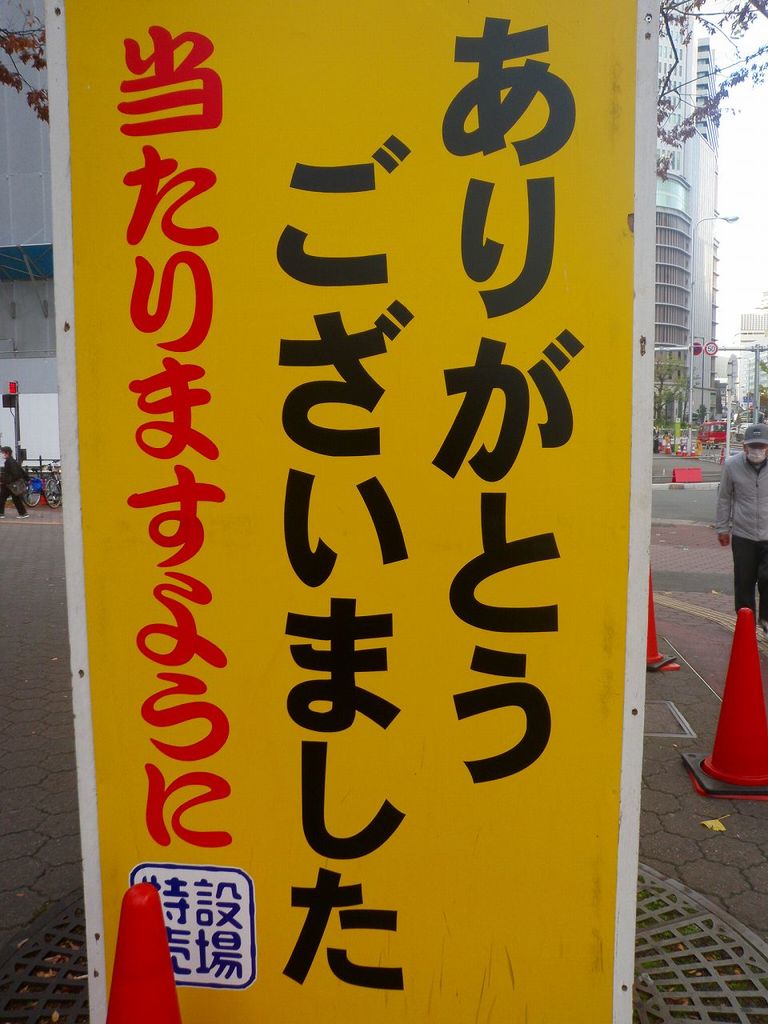 ありがとう
ございました
当たりますように
特設
売場